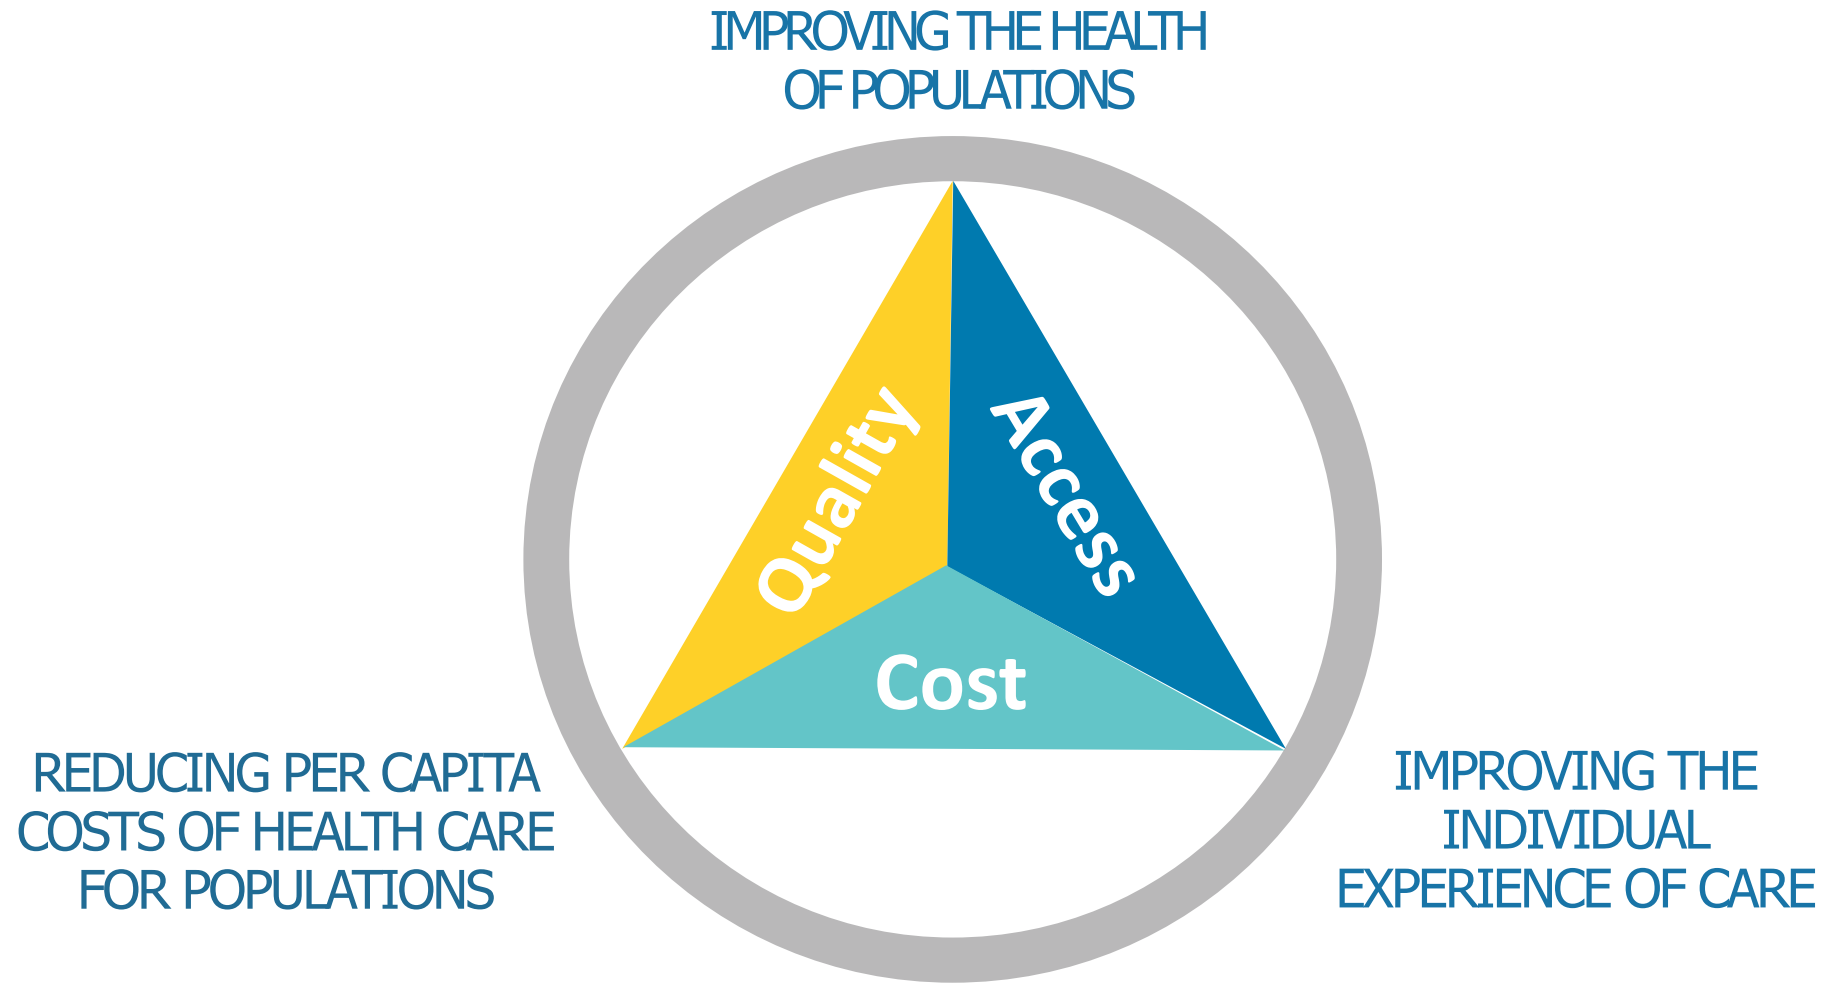 IMPROVING THE HEALTH
OF POPULATIONS
Quality
Access
Cost
REDUCING PER CAPITA
COSTS OF HEALTH CARE
FOR POPULATIONS
IMPROVING THE
INDIVIDUAL
EXPERIENCE OF CARE